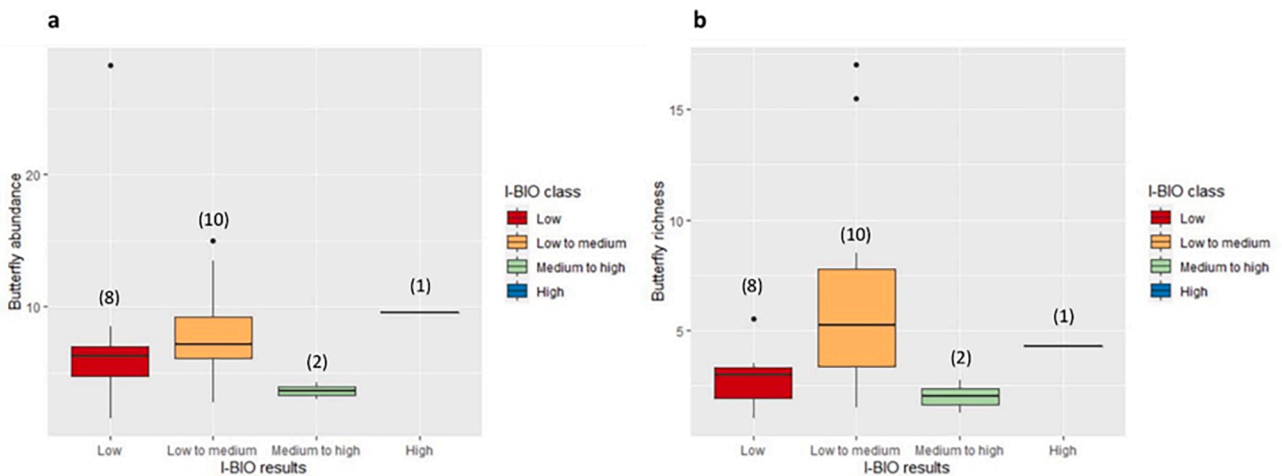 a
Butterfly abundance
20
10
(8)
(10)
(2)
(1)
Low
Low to medium
Medium to high
High
I-BIO results
I-BIO class
Low
Low to medium
Medium to high
High
b
Butterfly richness
15
10
5
(8)
(10)
(2)
(1)
Low
Low to medium
Medium to high
High
I-BIO results
I-BIO class
Low
Low to medium
Medium to high
High